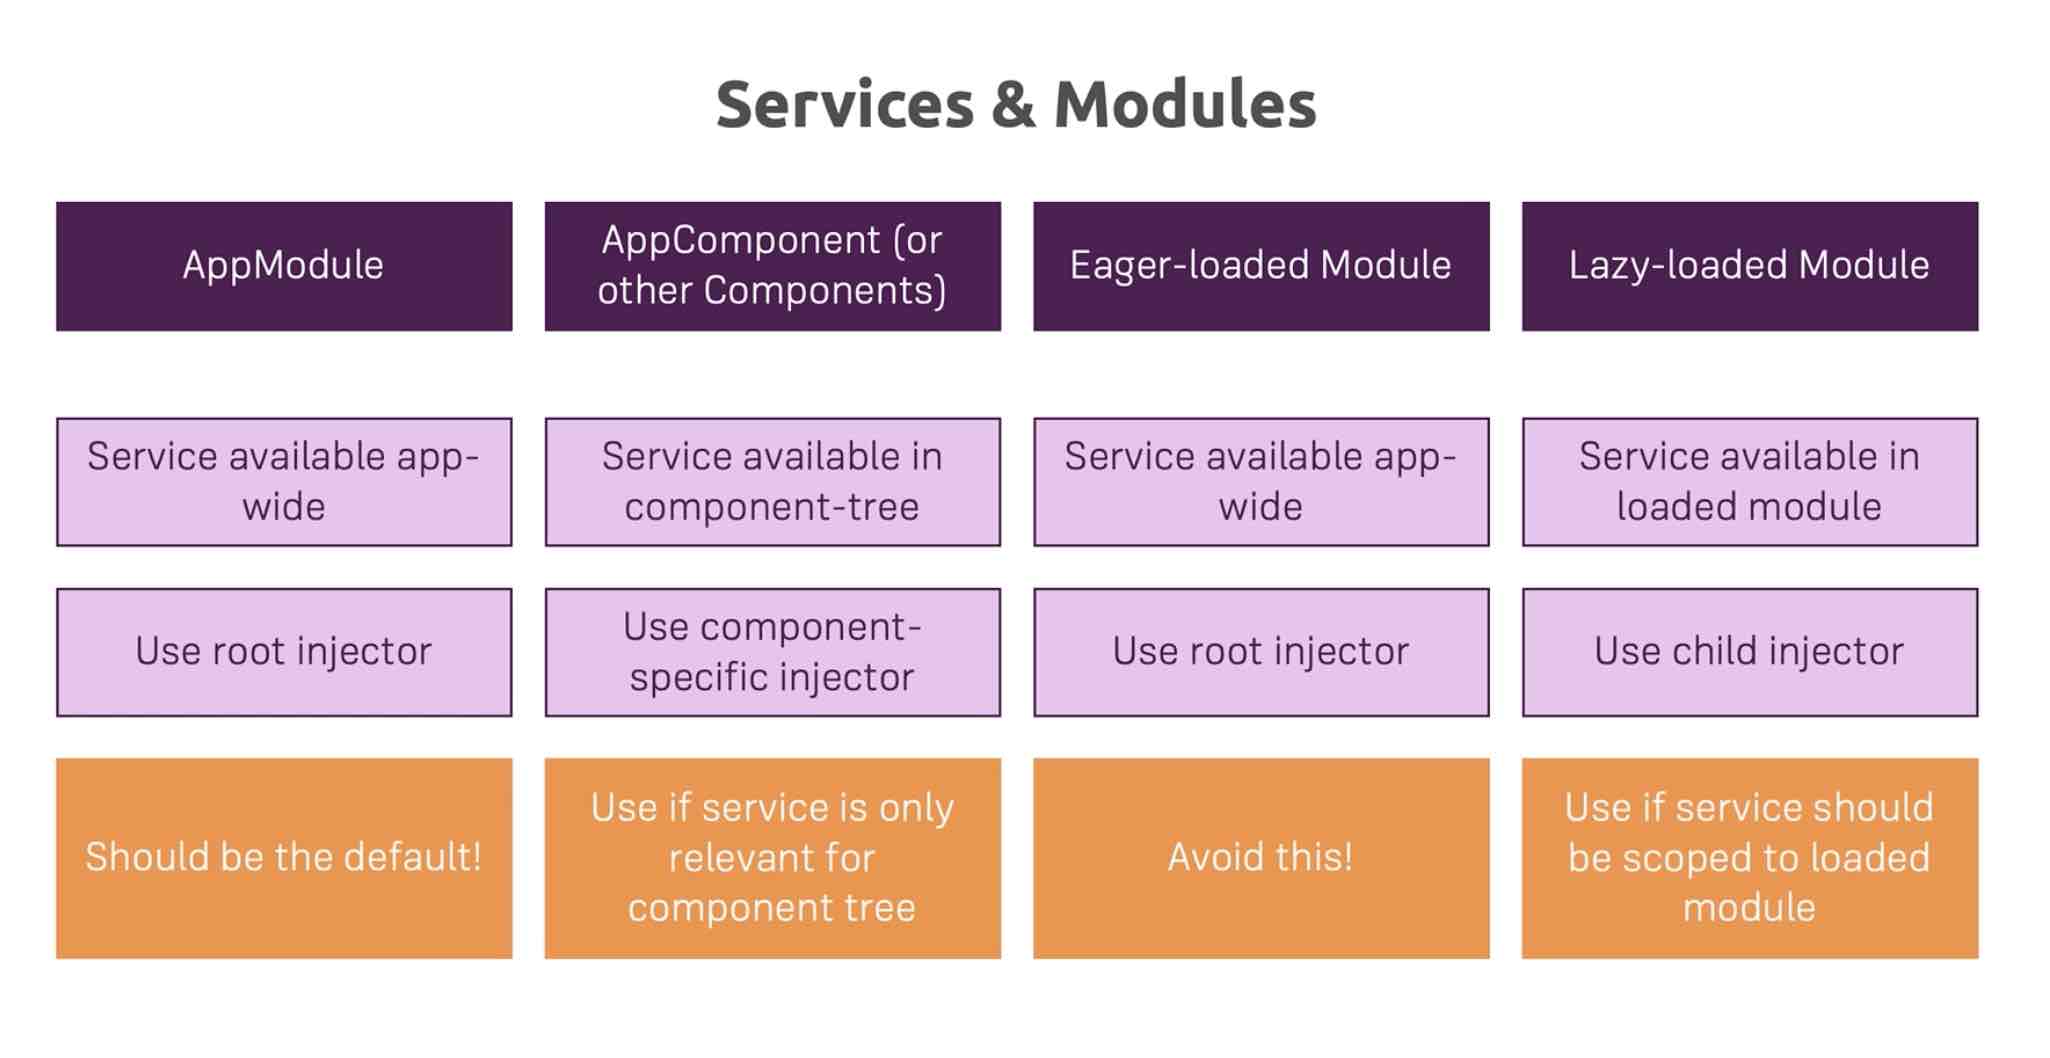 Services & Modules
AppModule
AppComponent (or
other Components)
Eager-loaded Module
Lazy-loaded Module
Service available app-
wide
Service available in
component-tree
Service available app-
wide
Service available in
loaded module
Use root injector
Use component-
specific injector
Use root injector
Use child injector
Should be the default!
Use if service is only
relevant for
component tree
Avoid this!
Use if service should
be scoped to loaded
module